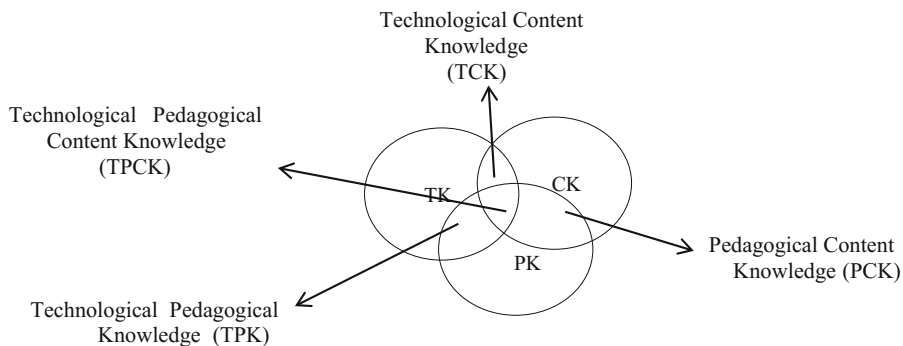 Technological Content
Knowledge
(TCK)
Technological Pedagogical
Content Knowledge
(TPCK)
TK
CK
PK
Pedagogical Content
Knowledge (PCK)
Technological Pedagogical
Knowledge (TPK)